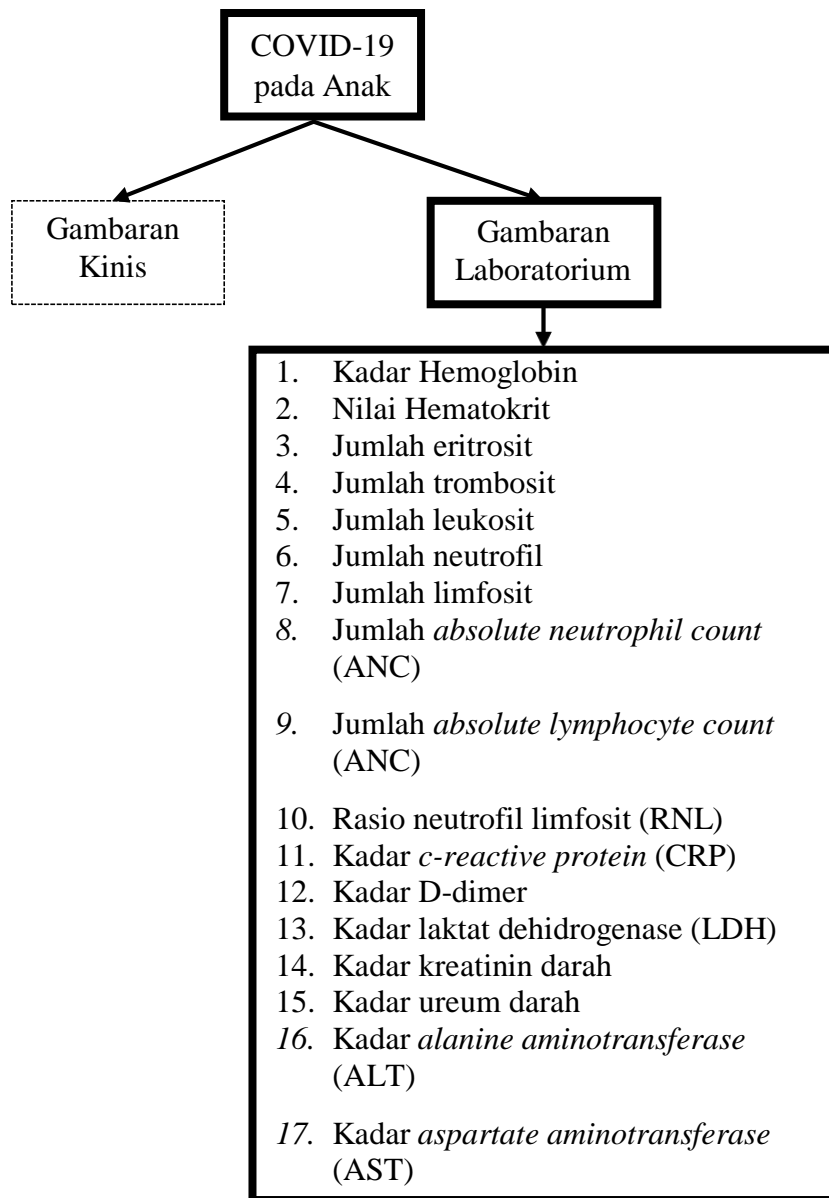 COVID-19
pada Anak
Gambaran
Kinis
Gambaran
Laboratorium
1. Kadar Hemoglobin
2. Nilai Hematokrit
3. Jumlah eritrosit
4. Jumlah trombosit
5. Jumlah leukosit
6. Jumlah neutrofil
7. Jumlah limfosit
8. Jumlah absolute neutrophil count
(ANC)
9. Jumlah absolute lymphocyte count
(ANC)
10. Rasio neutrofil limfosit (RNL)
11. Kadar c-reactive protein (CRP)
12. Kadar D-dimer
13. Kadar laktat dehidrogenase (LDH)
14. Kadar kreatinin darah
15. Kadar ureum darah
16. Kadar alanine aminotransferase
(ALT)
17. Kadar aspartate aminotransferase
(AST)